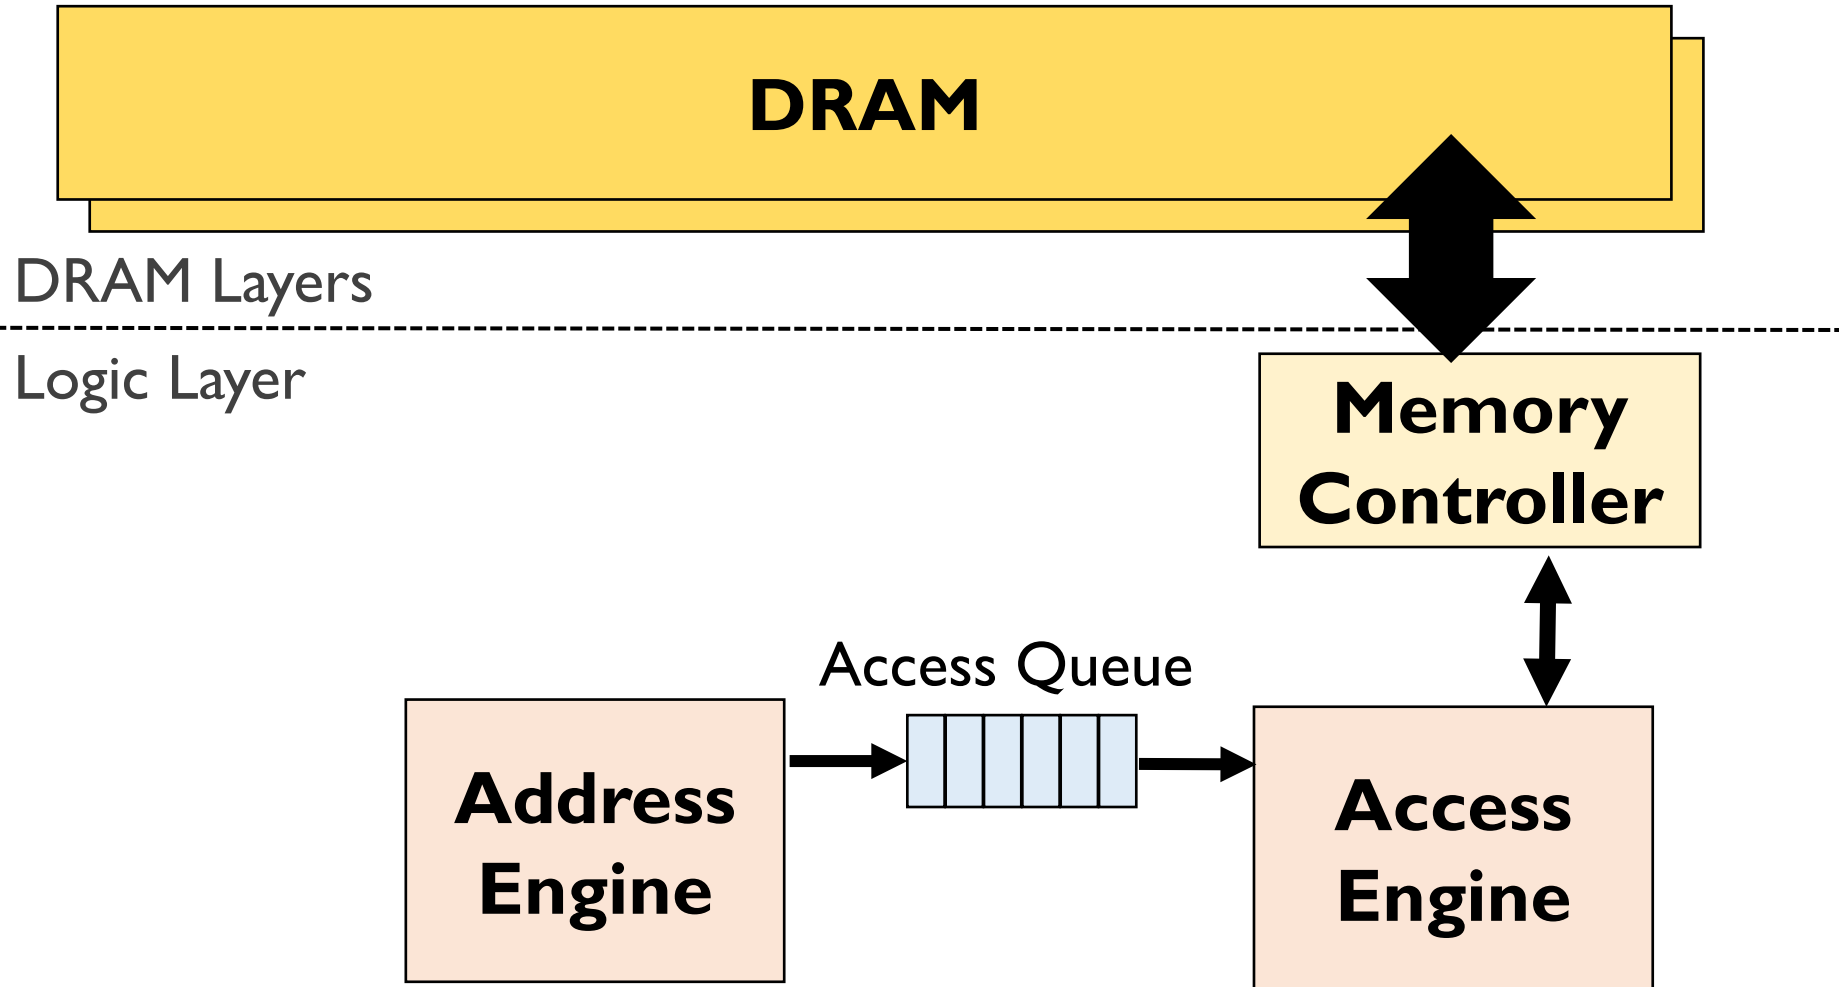 DRAM
DRAM Layers
Logic Layer
Memory
Controller
Access Queue
Address
Engine
Access
Engine